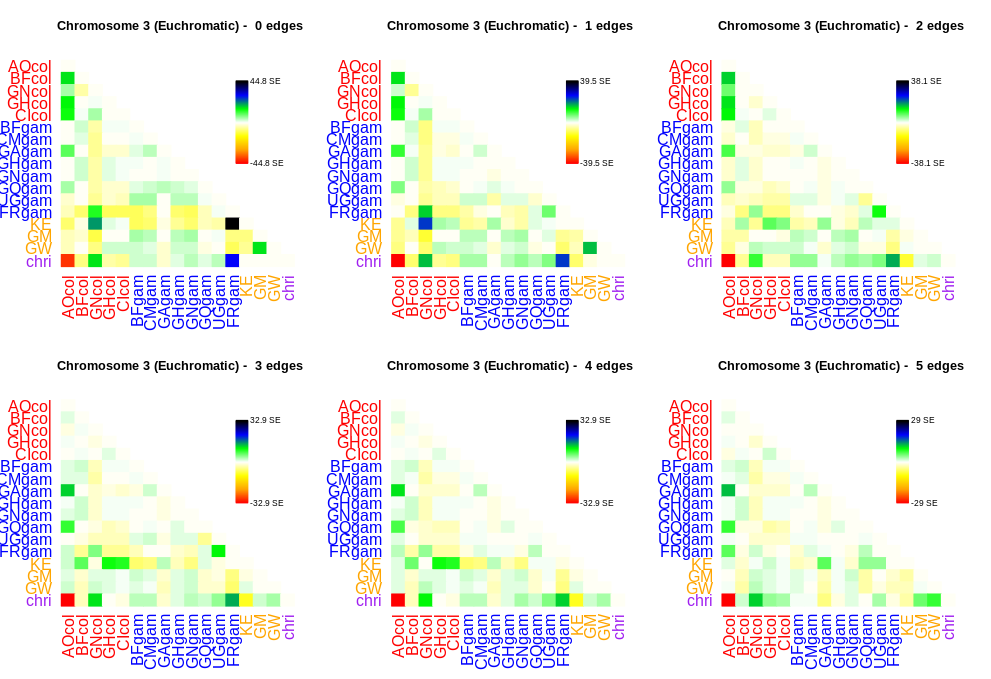 Chromosome 3 (Euchromatic) - 0 edges
AOcol
BFcol
GNcol
GHcol
CIcol
BFgam
CMgam
GAgam
GHgam
GNgam
GQgam
UGgam
FRgam
KE
GM
GW
chri
44.8 SE
-44.8 SE
AOcol
BFcol
GNcol
GHcol
CIcol
BFgam
CMgam
GAgam
GHgam
GNgam
GQgam
UGgam
FRgam
KE
GM
GW
chri
Chromosome 3 (Euchromatic) - 1 edges
AOcol
BFcol
GNcol
GHcol
CIcol
BFgam
CMgam
GAgam
GHgam
GNgam
GQgam
UGgam
FRgam
KE
GM
GW
chri
39.5 SE
-39.5 SE
AOcol
BFcol
GNcol
GHcol
CIcol
BFgam
CMgam
GAgam
GHgam
GNgam
GQgam
UGgam
FRgam
KE
GM
GW
chri
Chromosome 3 (Euchromatic) - 2 edges
AOcol
BFcol
GNcol
GHcol
CIcol
BFgam
CMgam
GAgam
GHgam
GNgam
GQgam
UGgam
FRgam
KE
GM
GW
chri
38.1 SE
-38.1 SE
AOcol
BFcol
GNcol
GHcol
CIcol
BFgam
CMgam
GAgam
GHgam
GNgam
GQgam
UGgam
FRgam
KE
GM
GW
chri
Chromosome 3 (Euchromatic) - 3 edges
AOcol
BFcol
GNcol
GHcol
CIcol
BFgam
CMgam
GAgam
GHgam
GNgam
GQgam
UGgam
FRgam
KE
GM
GW
chri
32.9 SE
-32.9 SE
AOcol
BFcol
GNcol
GHcol
CIcol
BFgam
CMgam
GAgam
GHgam
GNgam
GQgam
UGgam
FRgam
KE
GM
GW
chri
Chromosome 3 (Euchromatic) - 4 edges
AOcol
BFcol
GNcol
GHcol
CIcol
BFgam
CMgam
GAgam
GHgam
GNgam
GQgam
UGgam
FRgam
KE
GM
GW
chri
32.9 SE
-32.9 SE
AOcol
BFcol
GNcol
GHcol
CIcol
BFgam
CMgam
GAgam
GHgam
GNgam
GQgam
UGgam
FRgam
KE
GM
GW
chri
Chromosome 3 (Euchromatic) - 5 edges
AOcol
BFcol
GNcol
GHcol
CIcol
BFgam
CMgam
GAgam
GHgam
GNgam
GQgam
UGgam
FRgam
KE
GM
GW
chri
29 SE
-29 SE
AOcol
BFcol
GNcol
GHcol
CIcol
BFgam
CMgam
GAgam
GHgam
GNgam
GQgam
UGgam
FRgam
KE
GM
GW
chri